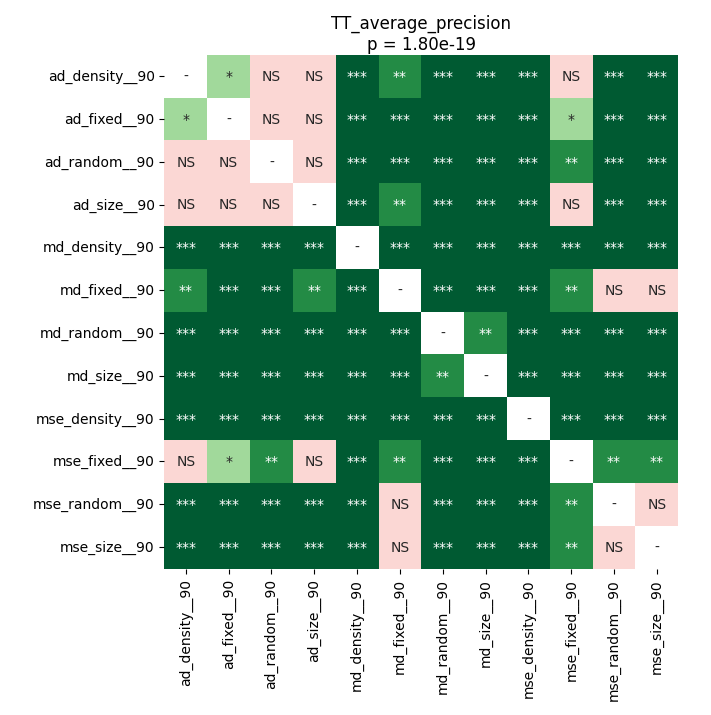 TT_average_precision
p = 1.80e-19
ad_density__90 - * NS NS *** ** *** *** *** NS *** ***
ad_fixed__90 * - NS NS *** *** *** *** *** * *** ***
ad_random__90 NS NS - NS *** *** *** *** *** ** *** ***
ad_size__90 NS NS NS - *** ** *** *** *** NS *** ***
md_density__90 *** *** *** *** - *** *** *** *** *** *** ***
md_fixed__90 ** *** *** ** *** - *** *** *** ** NS NS
md_random__90 *** *** *** *** *** *** - ** *** *** *** ***
md_size__90 *** *** *** *** *** *** ** - *** *** *** ***
mse_density__90 *** *** *** *** *** *** *** *** - *** *** ***
mse_fixed__90 NS * ** NS *** ** *** *** *** - ** **
mse_random__90 *** *** *** *** *** NS *** *** *** ** - NS
mse_size__90 *** *** *** *** *** NS *** *** *** ** NS -
ad_density__90
ad_fixed__90
ad_random__90
ad_size__90
md_density__90
md_fixed__90
md_random__90
md_size__90
mse_density__90
mse_fixed__90
mse_random__90
mse_size__90